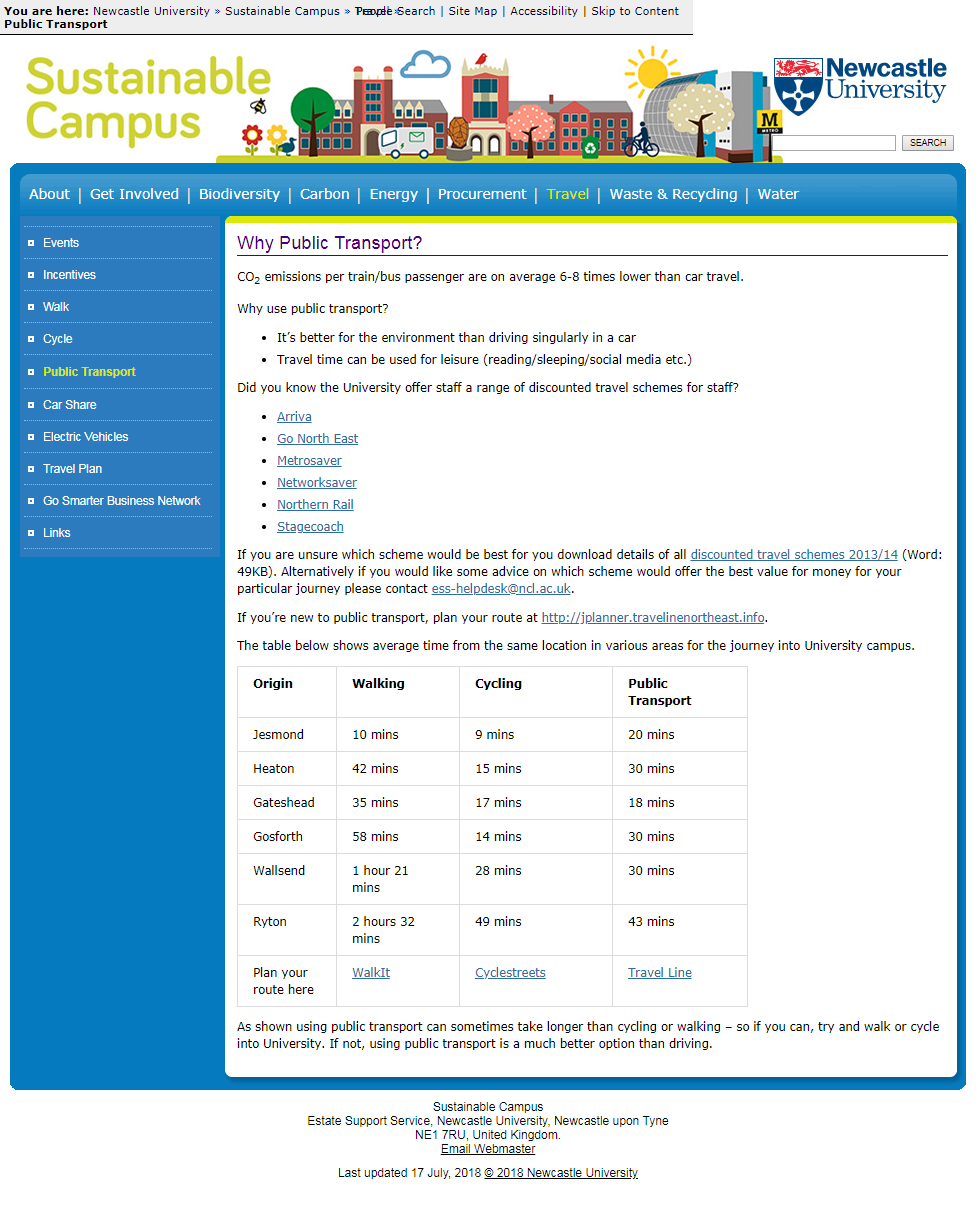 You are here: Newcastle University » Sustainable Campus » Travel »
People Search | Site Map | Accessibility | Skip to Content
Public Transport
Sustainable
Campus
M
METRO
Newcastle
University
SEARCH
About | Get Involved | Biodiversity | Carbon | Energy | Procurement | Travel | Waste & Recycling | Water
Events
Incentives
Walk
Cycle
Public Transport
Car Share
Electric Vehicles
Travel Plan
Go Smarter Business Network
Links
Why Public Transport?
CO2 emissions per train/bus passenger are on average 6-8 times lower than car travel.
Why use public transport?
It’s better for the environment than driving singularly in a car
Travel time can be used for leisure (reading/sleeping/social media etc.)
Did you know the University offer staff a range of discounted travel schemes for staff?
Arriva
Go North East
Metrosaver
Networksaver
Northern Rail
Stagecoach
If you are unsure which scheme would be best for you download details of all discounted travel schemes 2013/14 (Word:
49KB). Alternatively if you would like some advice on which scheme would offer the best value for money for your
particular journey please contact ess-helpdesk@ncl.ac.uk.
If you’re new to public transport, plan your route at http://jplanner.travelinenortheast.info.
The table below shows average time from the same location in various areas for the journey into University campus.
Origin Walking Cycling Public
Transport
Jesmond 10 mins 9 mins 20 mins
Heaton 42 mins 15 mins 30 mins
Gateshead 35 mins 17 mins 18 mins
Gosforth 58 mins 14 mins 30 mins
Wallsend 1 hour 21 28 mins 30 mins
mins
Ryton 2 hours 32 49 mins 43 mins
mins
Plan your WalkIt Cyclestreets Travel Line
route here
As shown using public transport can sometimes take longer than cycling or walking – so if you can, try and walk or cycle
into University. If not, using public transport is a much better option than driving.
Sustainable Campus
Estate Support Service, Newcastle University, Newcastle upon Tyne
NE1 7RU, United Kingdom.
Email Webmaster
Last updated 17 July, 2018 © 2018 Newcastle University